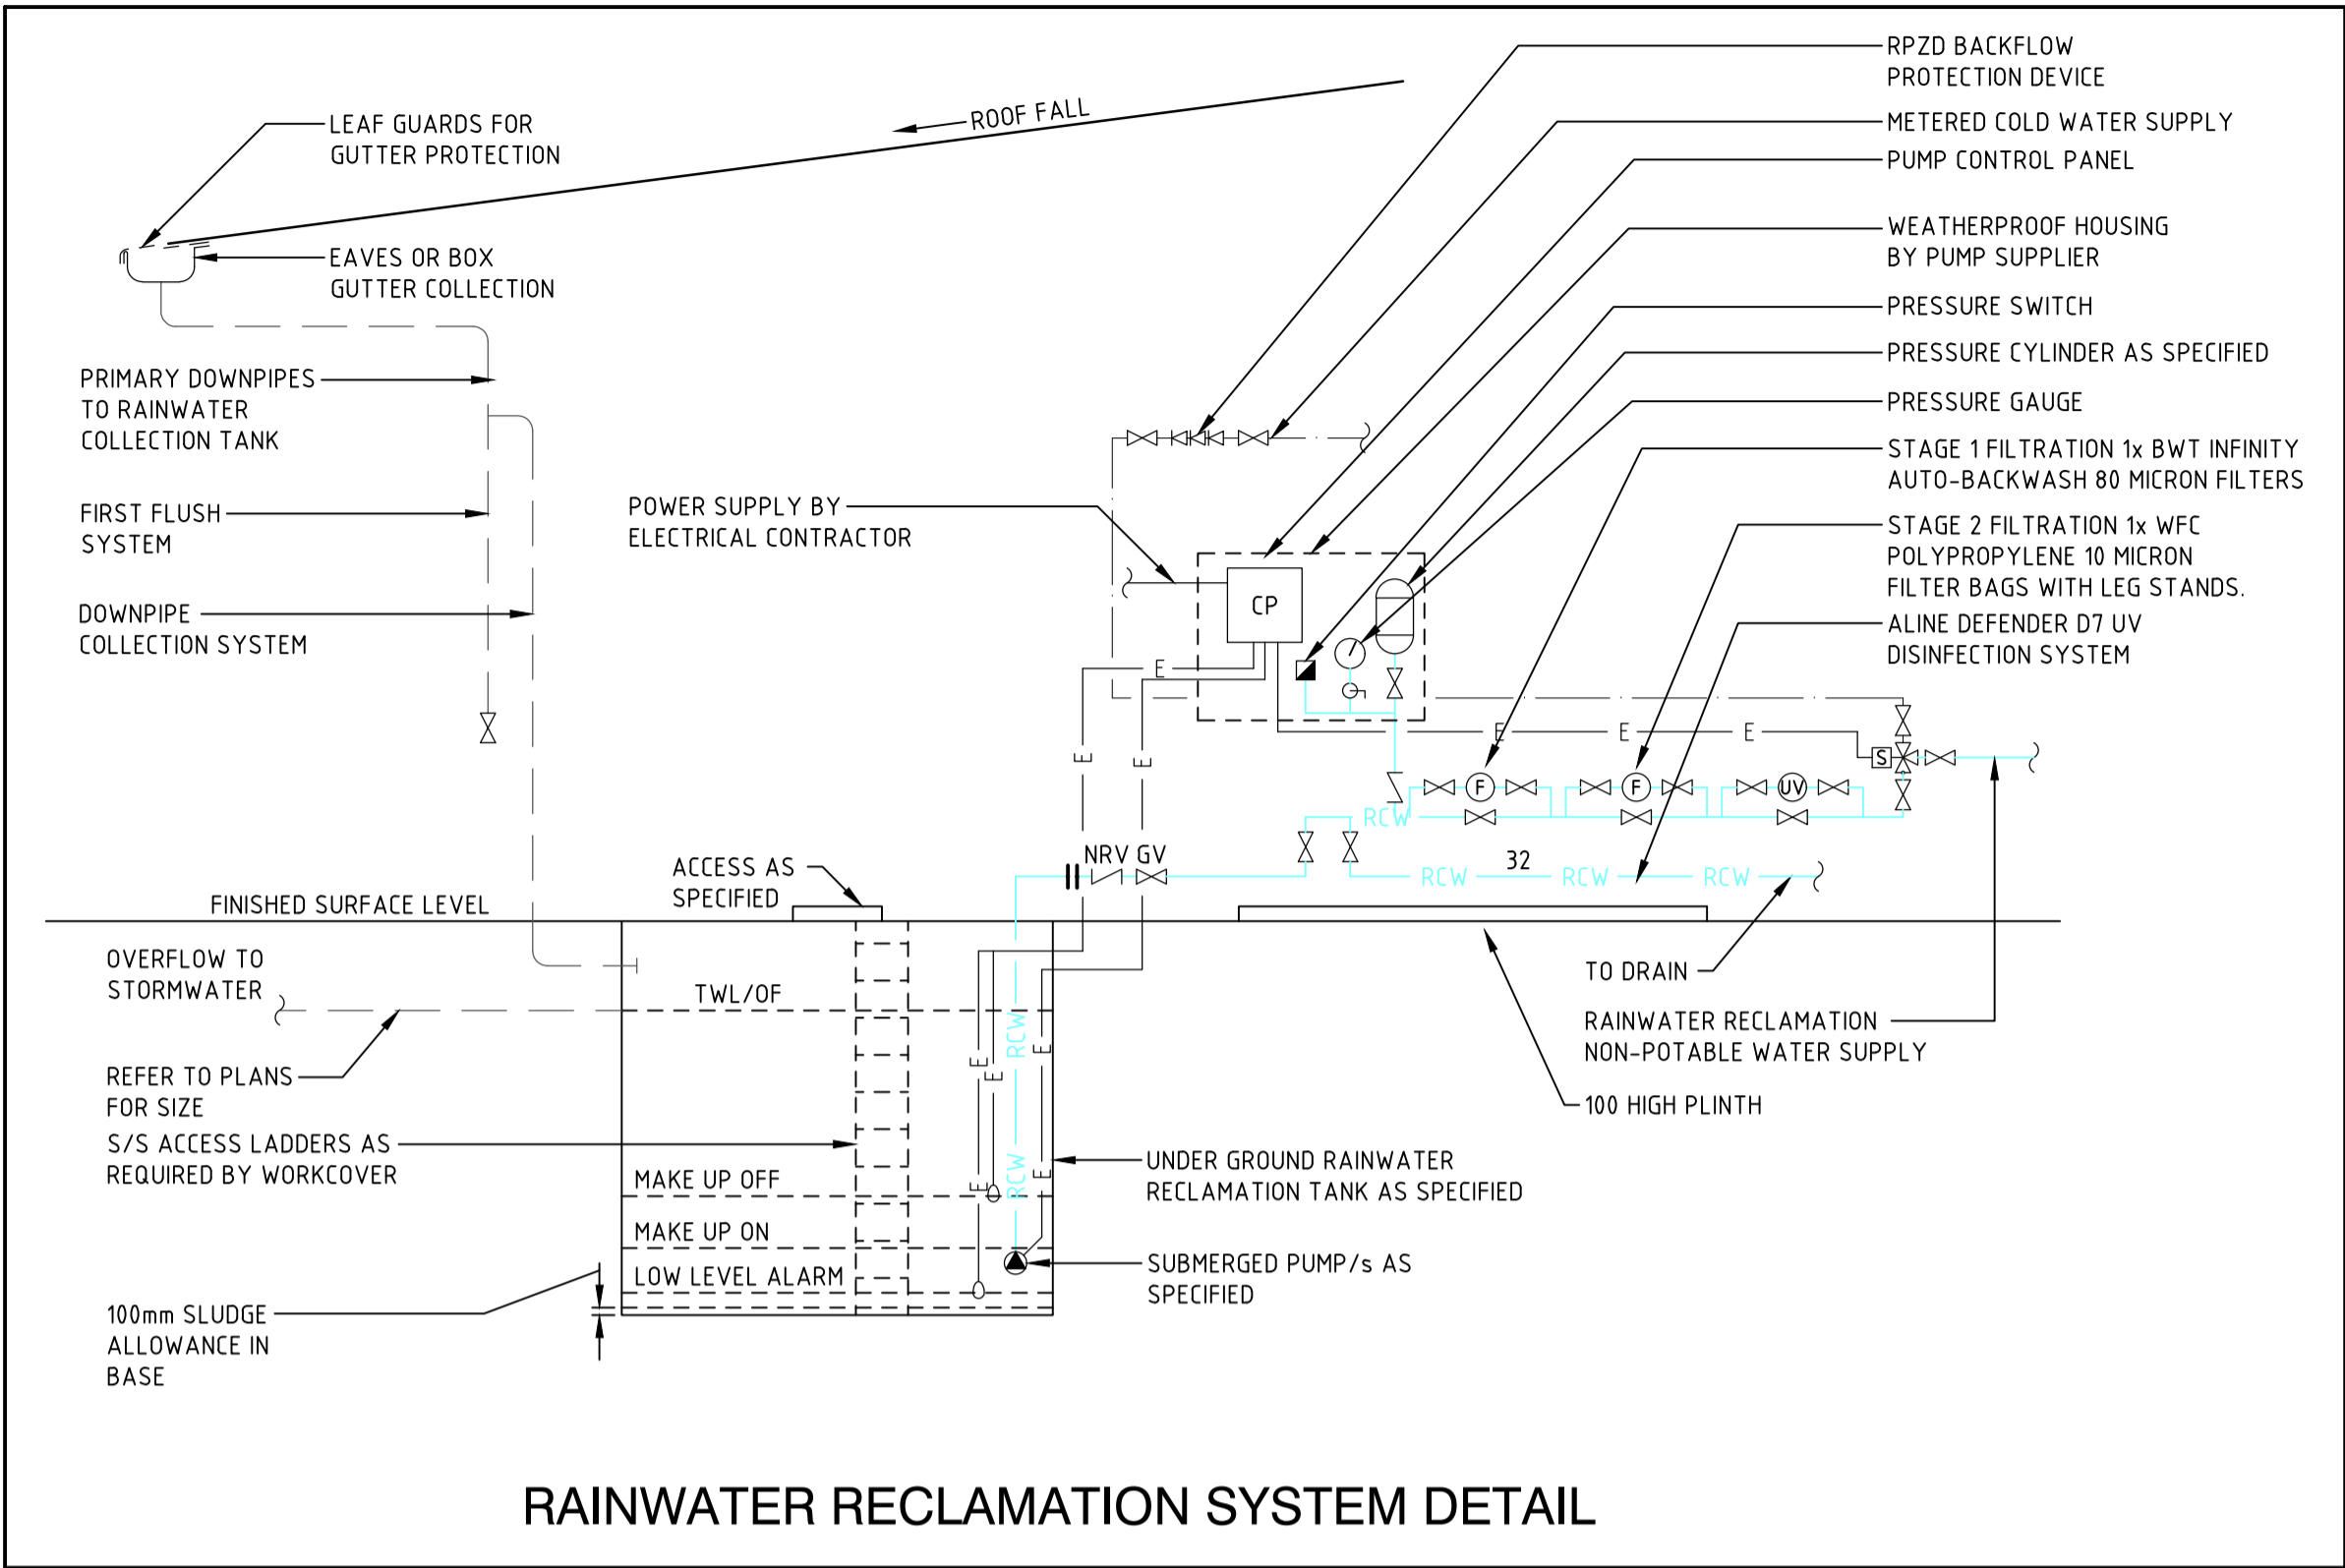 RPZD BACKFLOW
PROTECTION DEVICE
METERED COLD WATER SUPPLY
PUMP CONTROL PANEL
WEATHERPROOF HOUSING
BY PUMP SUPPLIER
PRESSURE SWITCH
PRESSURE CYLINDER AS SPECIFIED
PRESSURE GAUGE
STAGE 1 FILTRATION 1x BWT INFINITY
AUTO-BACKWASH 80 MICRON FILTERS
STAGE 2 FILTRATION 1x WFC
POLYPROPYLENE 10 MICRON
FILTER BAGS WITH LEG STANDS.
ALINE DEFENDER D7 UV
DISINFECTION SYSTEM
ROOF FALL
LEAF GUARDS FOR
GUTTER PROTECTION
EAVES OR BOX
GUTTER COLLECTION
PRIMARY DOWNPIPES
TO RAINWATER
COLLECTION TANK
FIRST FLUSH
SYSTEM
DOWNPIPE
COLLECTION SYSTEM
POWER SUPPLY BY
ELECTRICAL CONTRACTOR
CP
E
E
E
E
E
E
S
F
F
UV
RCW
NRV GV
32
RCW
RCW
RCW
ACCESS AS
SPECIFIED
FINISHED SURFACE LEVEL
OVERFLOW TO
STORMWATER
TWL/OF
REFER TO PLANS
FOR SIZE
S/S ACCESS LADDERS AS
REQUIRED BY WORKCOVER
E
E
RCW
E
E
RCW
E
MAKE UP OFF
MAKE UP ON
LOW LEVEL ALARM
100mm SLUDGE
ALLOWANCE IN
BASE
TO DRAIN
RAINWATER RECLAMATION
NON-POTABLE WATER SUPPLY
100 HIGH PLINTH
UNDER GROUND RAINWATER
RECLAMATION TANK AS SPECIFIED
SUBMERGED PUMP/s AS
SPECIFIED
RAINWATER RECLAMATION SYSTEM DETAIL